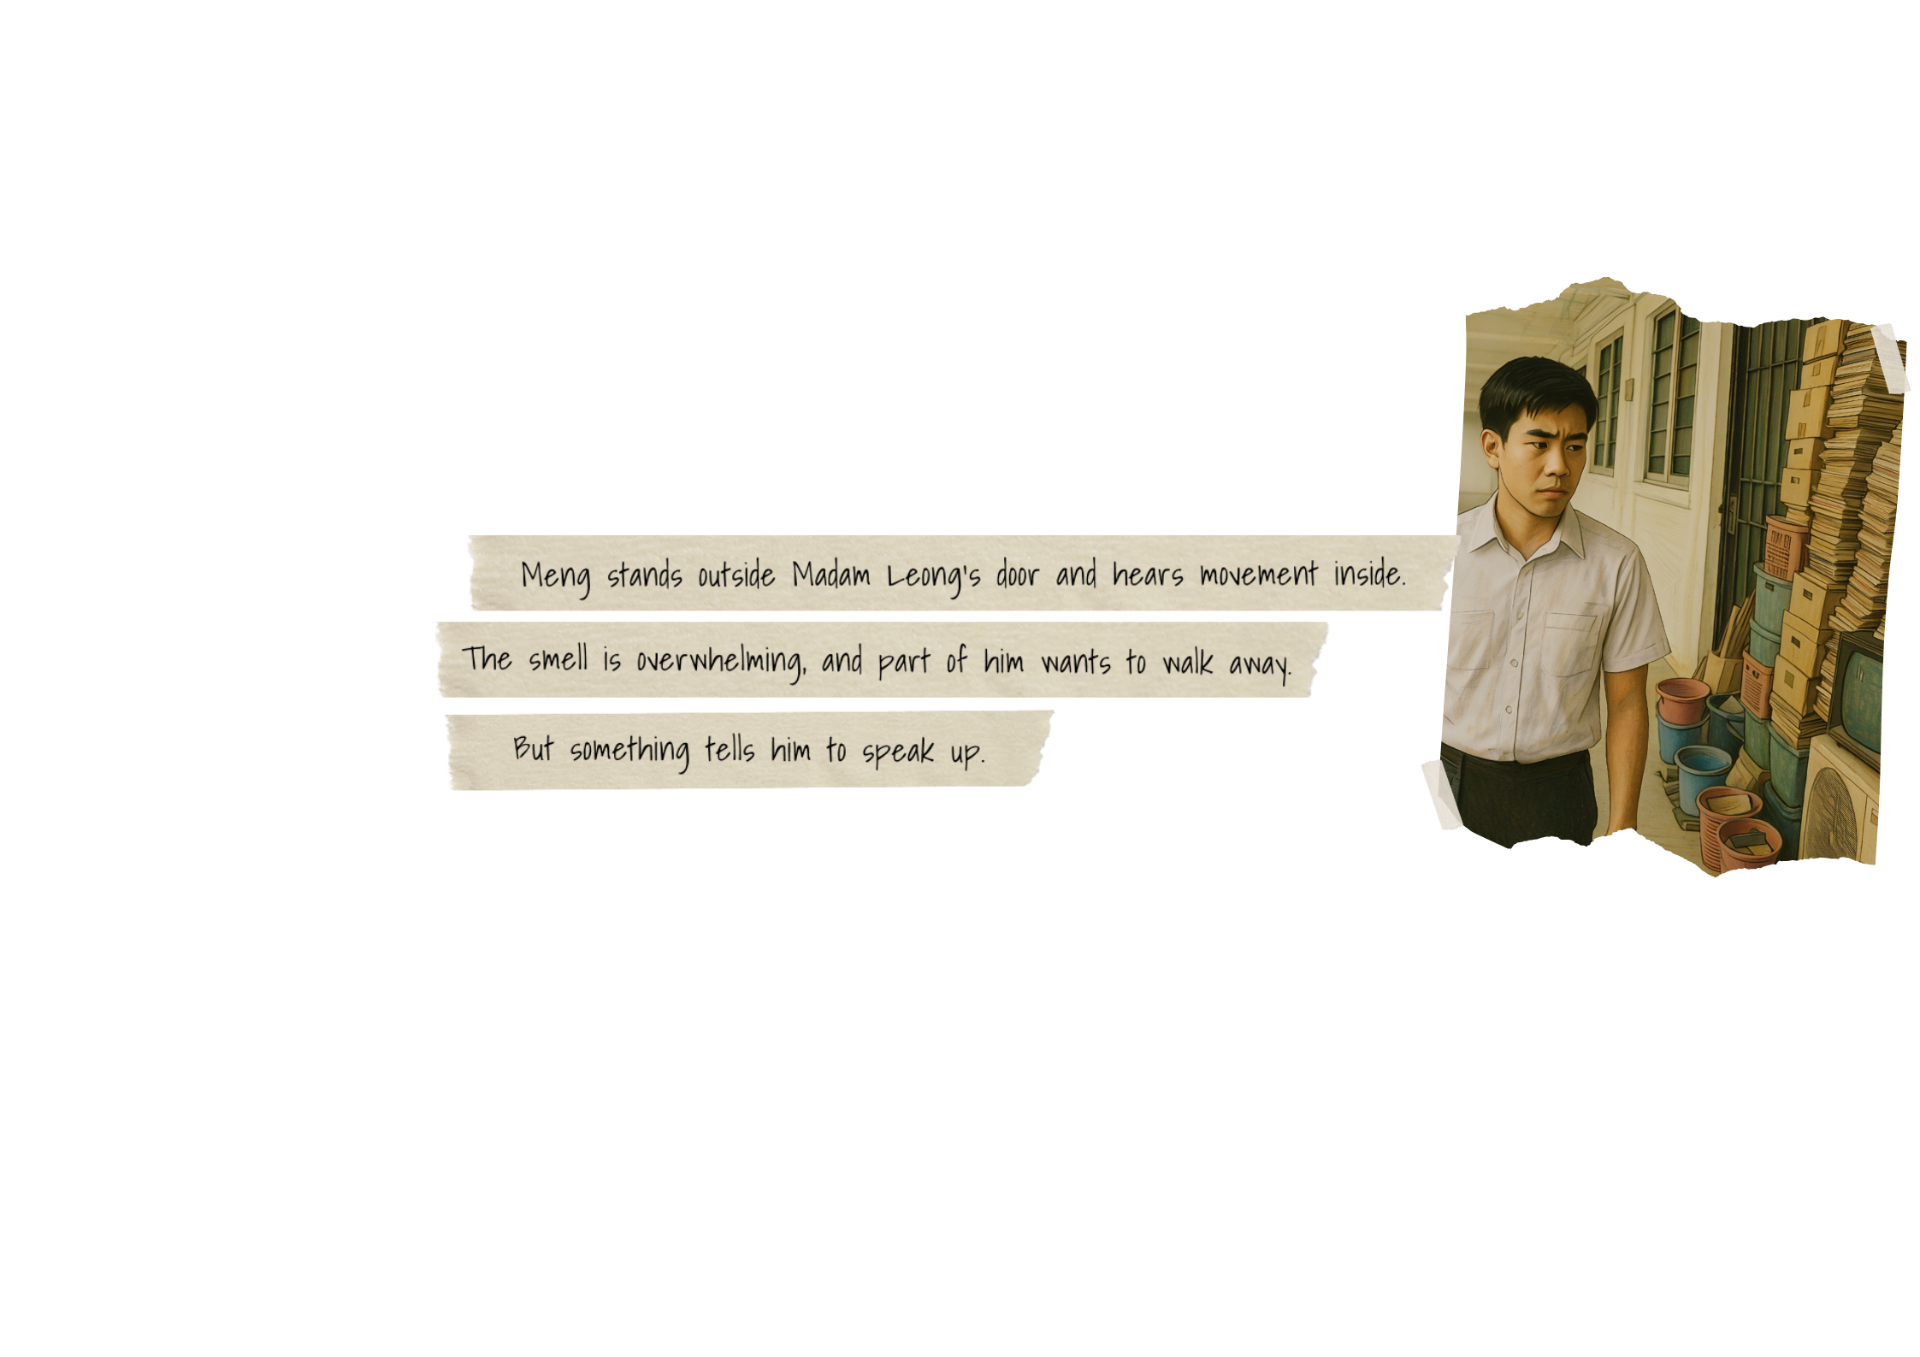 Meng stands outside Madam Leong's door and hears movement inside.
The smell is overwhelming, and part of him wants to walk away.
But something tells him to speak up.